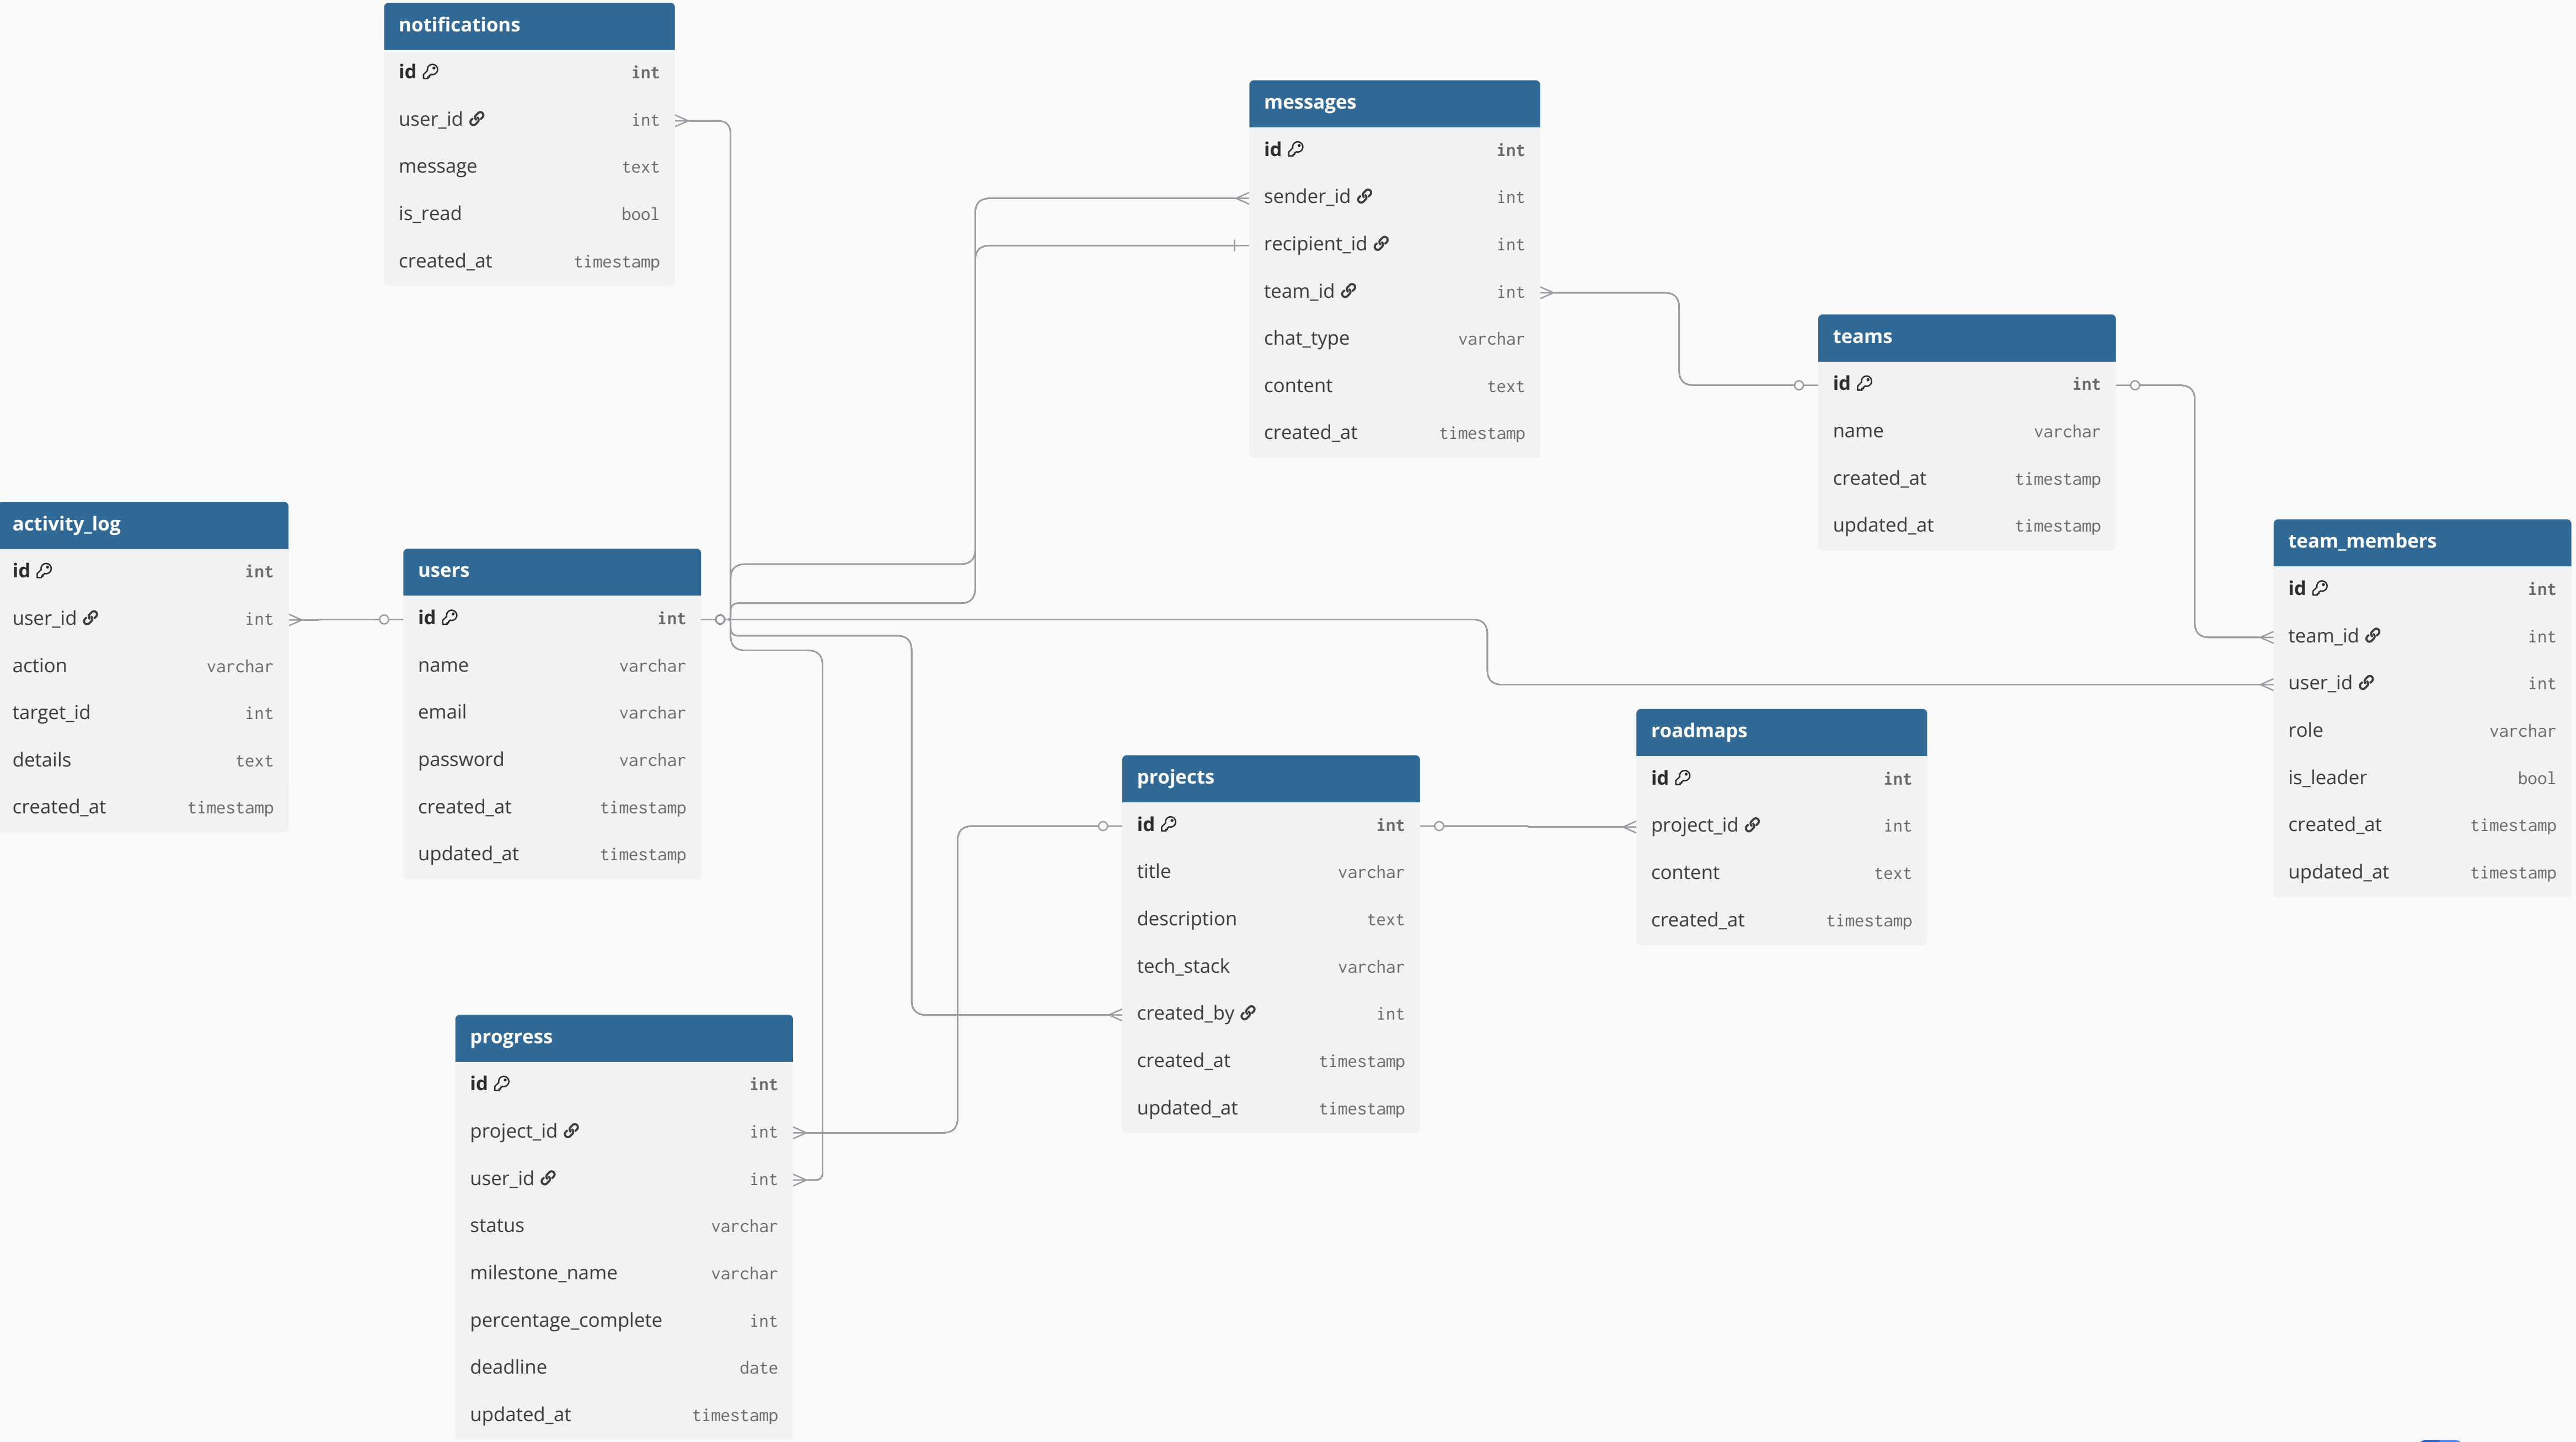 notifications
id int
user_id int
message text
is_read bool
created_at timestamp
messages
id int
sender_id int
recipient_id int
team_id int
chat_type varchar
content text
created_at timestamp
teams
id int
name varchar
created_at timestamp
updated_at timestamp
activity_log
id int
user_id int
action varchar
target_id int
details text
created_at timestamp
users
id int
name varchar
email varchar
password varchar
created_at timestamp
updated_at timestamp
team_members
id int
team_id int
user_id int
role varchar
is_leader bool
created_at timestamp
updated_at timestamp
projects
id int
title varchar
description text
tech_stack varchar
created_by int
created_at timestamp
updated_at timestamp
roadmaps
id int
project_id int
content text
created_at timestamp
progress
id int
project_id int
user_id int
status varchar
milestone_name varchar
percentage_complete int
deadline date
updated_at timestamp